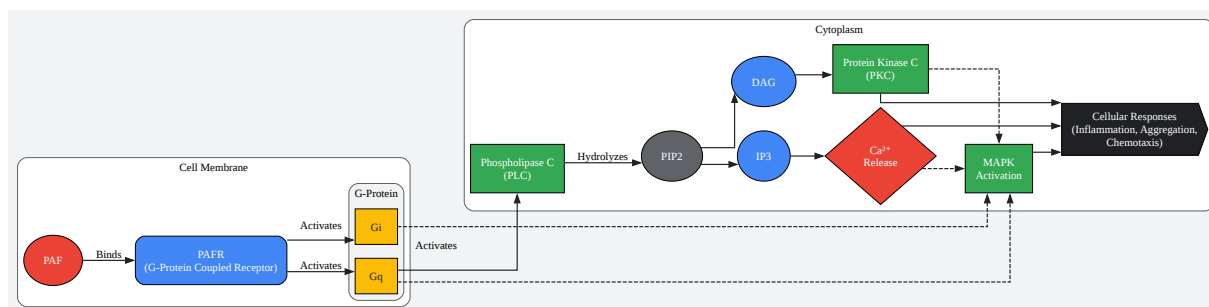 Cytoplasm
Protein Kinase C
(PKC)
DAG
Cellular Responses
(Inflammation, Aggregation,
Chemotaxis)
Phospholipase C
(PLC)
Hydrolyzes
PIP2
IP3
Ca²⁺
Release
MAPK
Activation
Cell Membrane
G-Protein
Activates
Gi
Activates
PAF
Binds
PAFR
(G-Protein Coupled Receptor)
Activates
Gq